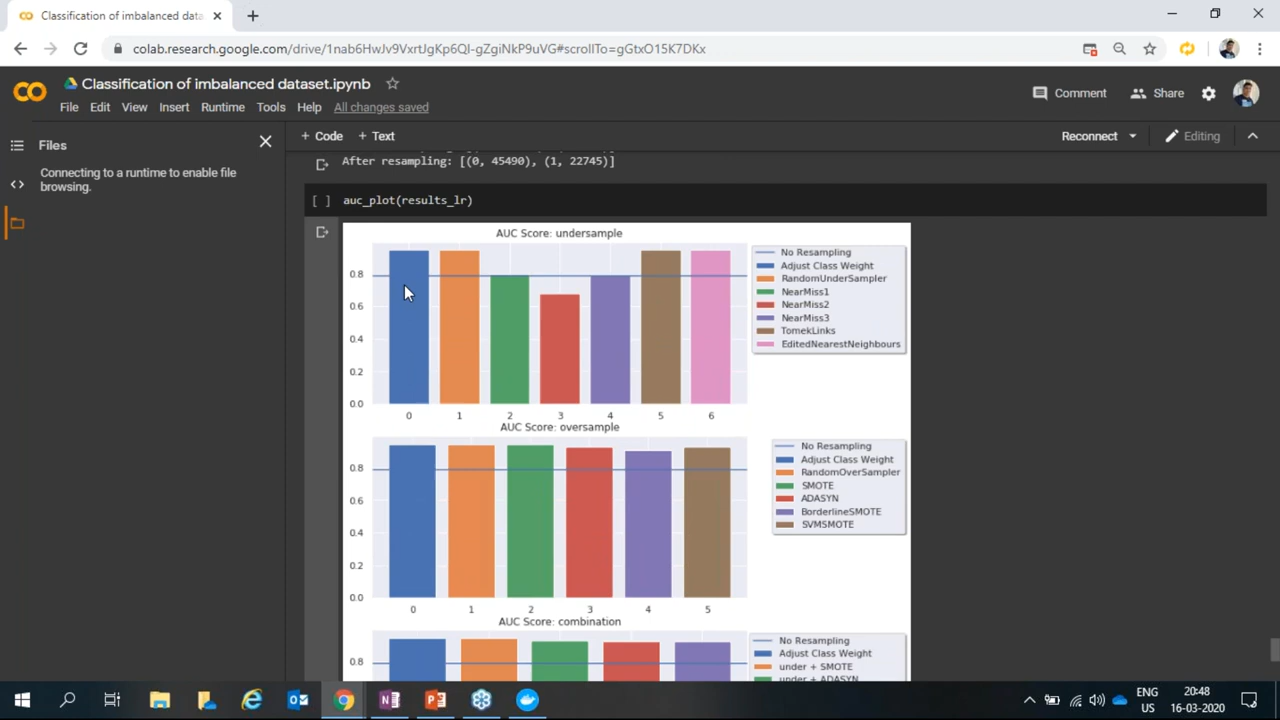 Classification of imbalanced data
colab.research.google.com/drive/1nab6HwJv9VxrtJgKp6QI-gZgiNkP9uVG#scrollTo=gGtxO15K7DKx
Classification of imbalanced dataset.ipynb
Comment
Share
File Edit View Insert Runtime Tools Help All changes saved
Files
+ Code + Text
Reconnect
Editing
Connecting to a runtime to enable file
browsing.
After resampling: [(0, 45490), (1, 22745)]
[ ] auc_plot(results_lr)
AUC Score: undersample
0.8
0.6
0.4
0.2
0.0
0 1 2 3 4 5 6
No Resampling
Adjust Class Weight
RandomUnderSampler
NearMiss1
NearMiss2
NearMiss3
TomekLinks
EditedNearestNeighbours
AUC Score: oversample
0.8
0.6
0.4
0.2
0.0
0 1 2 3 4 5
No Resampling
Adjust Class Weight
RandomOverSampler
SMOTE
ADASYN
BorderlineSMOTE
SVMSMOTE
AUC Score: combination
0.8
No Resampling
Adjust Class Weight
under + SMOTE
under + ADASYN
ENG
US
20:48
16-03-2020